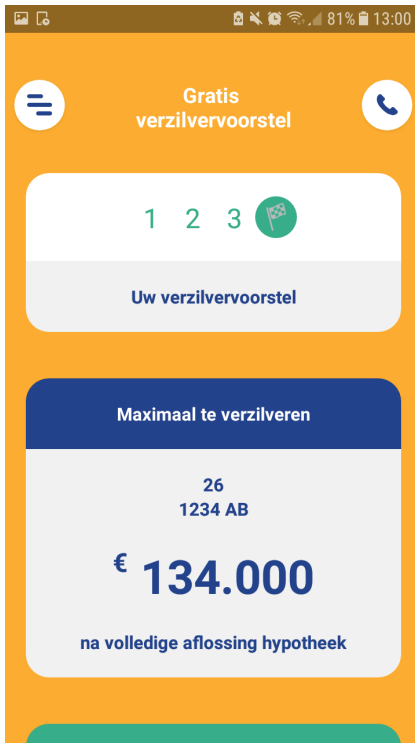 81% 13:00
Gratis
verzilvervoorstel
1 2 3
Uw verzilvervoorstel
Maximaal te verzilveren
26
1234 AB
€ 134.000
na volledige aflossing hypotheek